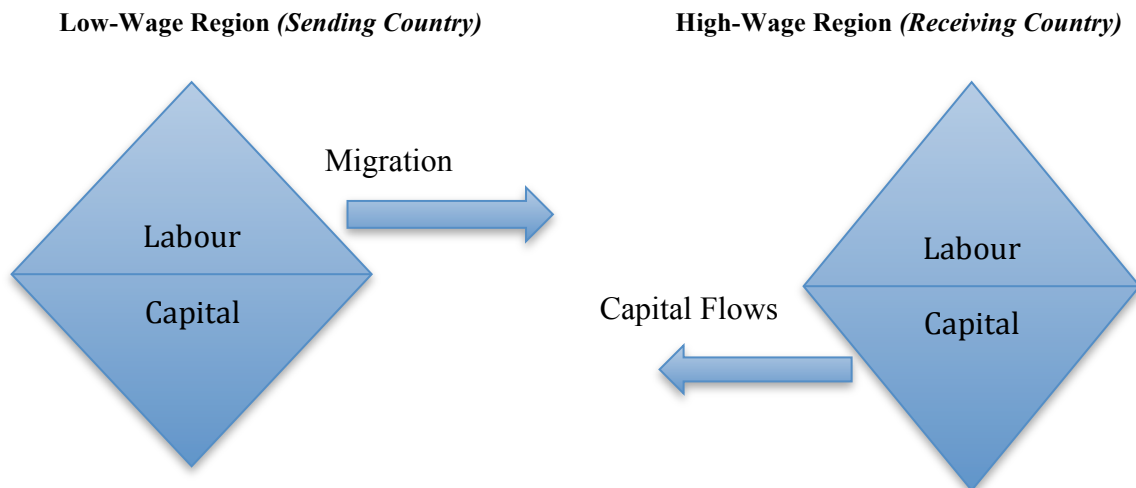 Low-Wage Region (Sending Country)
High-Wage Region (Receiving Country)
Migration
Labour
Capital
Labour
Capital Flows
Capital